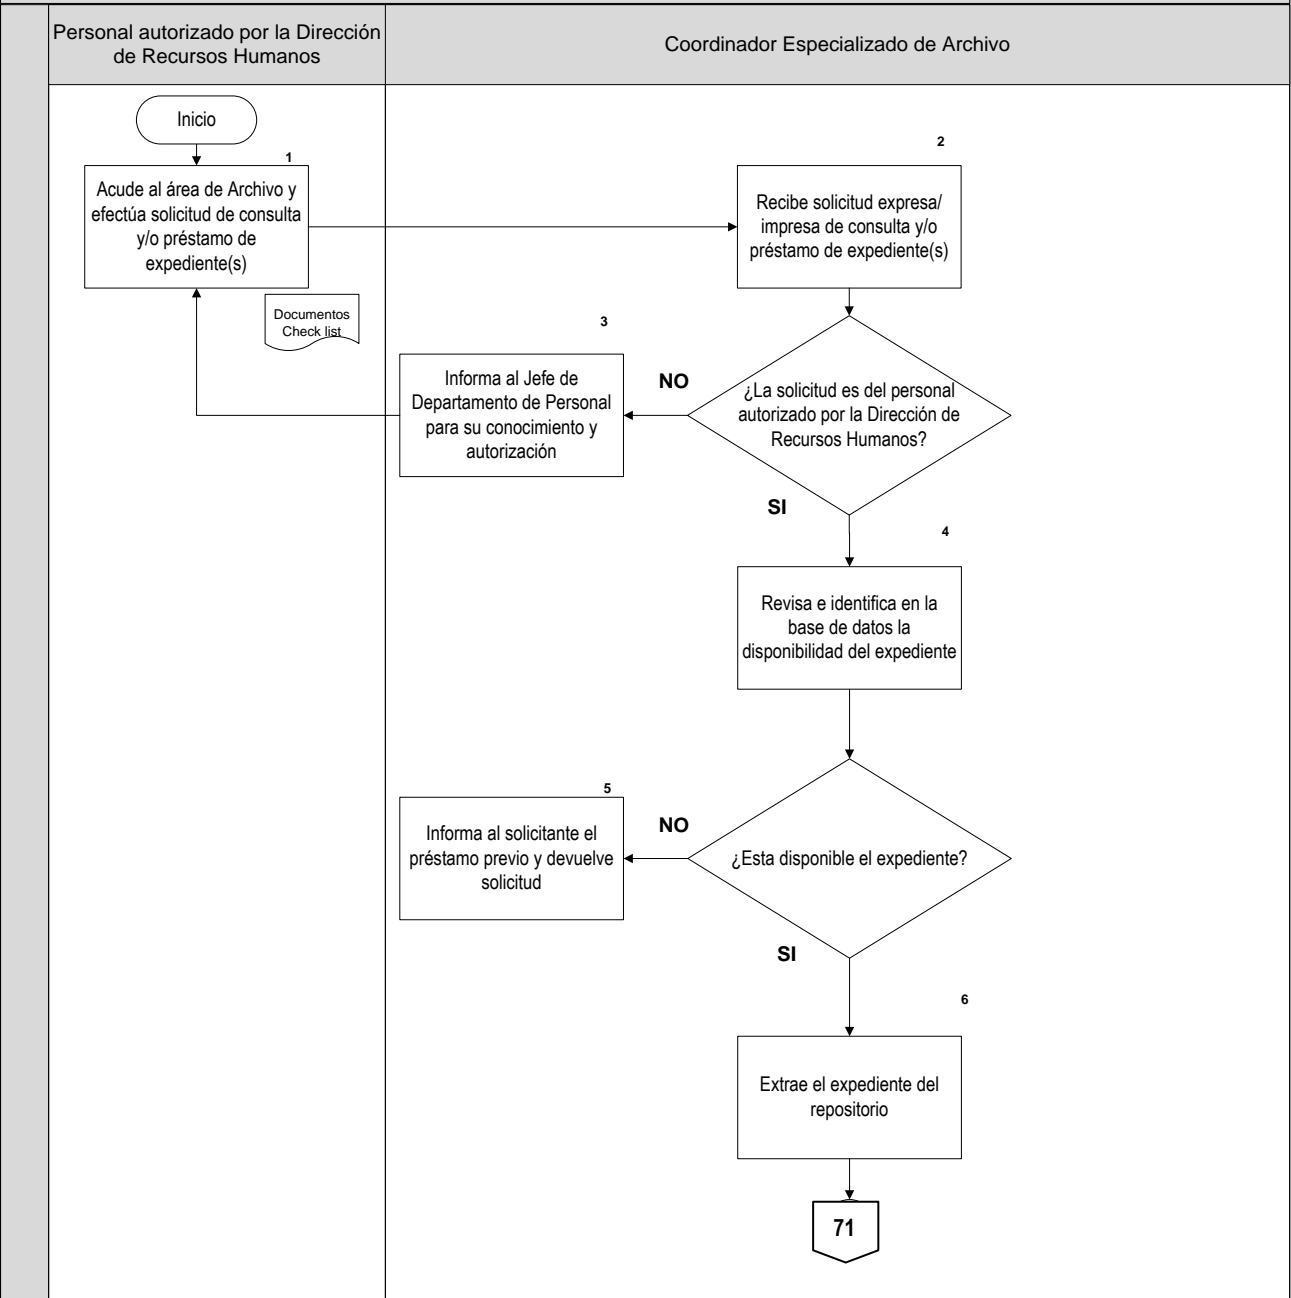 Personal autorizado por la Dirección
de Recursos Humanos
Coordinador Especializado de Archivo
Inicio
1
Acude al área de Archivo y
efectúa solicitud de consulta
y/o préstamo de
expediente(s)
Documentos
Check list
2
Recibe solicitud expresa/
impresa de consulta y/o
préstamo de expediente(s)
¿La solicitud es del personal
autorizado por la Dirección de
Recursos Humanos?
NO
3
Informa al Jefe de
Departamento de Personal
para su conocimiento y
autorización
SI
4
Revisa e identifica en la
base de datos la
disponibilidad del expediente
¿Esta disponible el expediente?
NO
5
Informa al solicitante el
préstamo previo y devuelve
solicitud
SI
6
Extrae el expediente del
repositorio
71